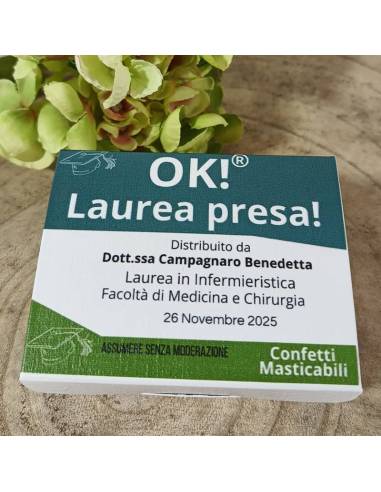 OK!®
Laurea presa!
Distribuito da
Dott.ssa Campagnaro Benedetta
Laurea in Infermieristica
Facoltà di Medicina e Chirurgia
26 Novembre 2025
ASSUMERE SENZA MODERAZIONE
Confetti
Masticabili